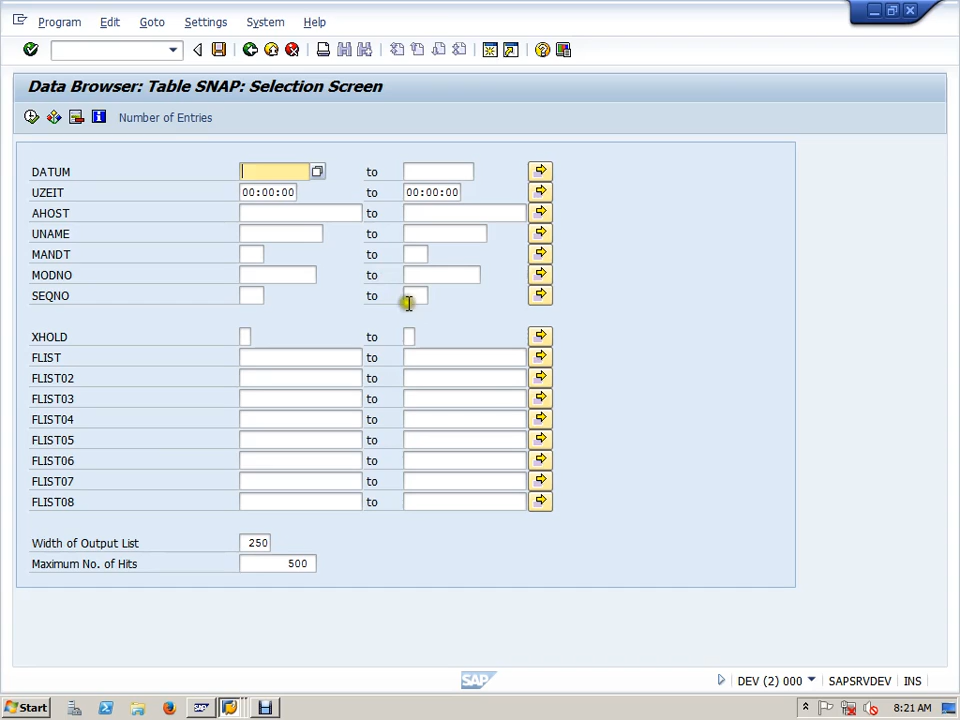 Program Edit Goto Settings System Help
Data Browser: Table SNAP: Selection Screen
Number of Entries
DATUM to
UZEIT 00:00:00 to 00:00:00
AHOST to
UNAME to
MANDT to
MODNO to
SEQNO to
XHOLD to
FLIST to
FLIST02 to
FLIST03 to
FLIST04 to
FLIST05 to
FLIST06 to
FLIST07 to
FLIST08 to
Width of Output List 250
Maximum No. of Hits 500
SAP DEV (2) 000 SAPSRVDEV INS
Start 8:21 AM